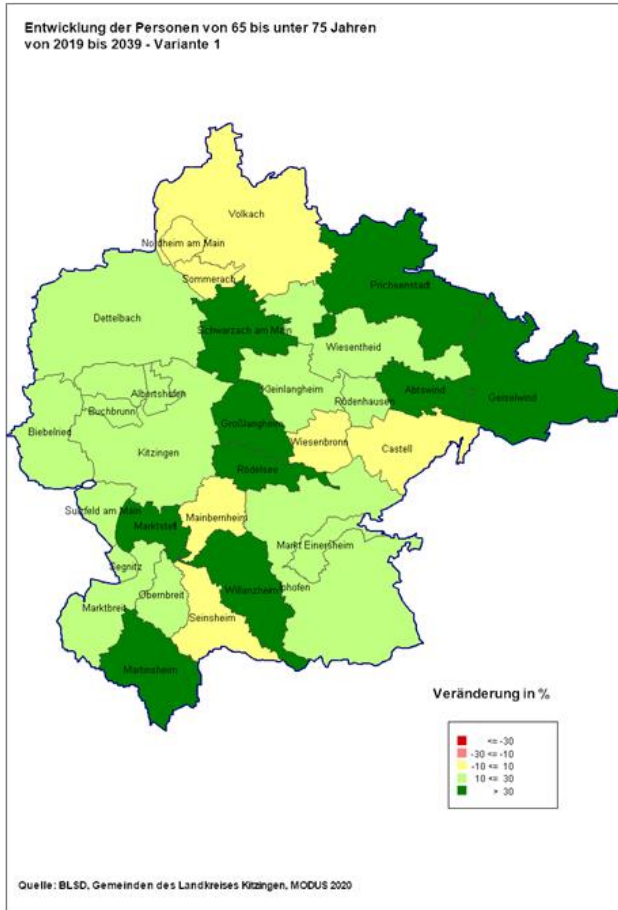 Entwicklung der Personen von 65 bis unter 75 Jahren
von 2019 bis 2039 - Variante 1
Volkach
Nordheim am Main
Sommerach
Prichsenstadt
Dettelbach
Schwarzach am Main
Wiesentheid
Kleinlangheim
Albertshofen
Abtswind
Geiselwind
Rüdenhausen
Buchbrunn
Großlangheim
Biebelried
Wiesenbronn
Castell
Kitzingen
Rödelsee
Sulzfeld am Main
Mainbernheim
Marktsteft
Markt Einersheim
Segnitz
Willanzheim
Iphofen
Obernbreit
Marktbreit
Seinsheim
Martinsheim
Veränderung in %
<= -30
-30 <= -10
-10 <= 10
10 <= 30
> 30
Quelle: BLSD, Gemeinden des Landkreises Kitzingen, MODUS 2020